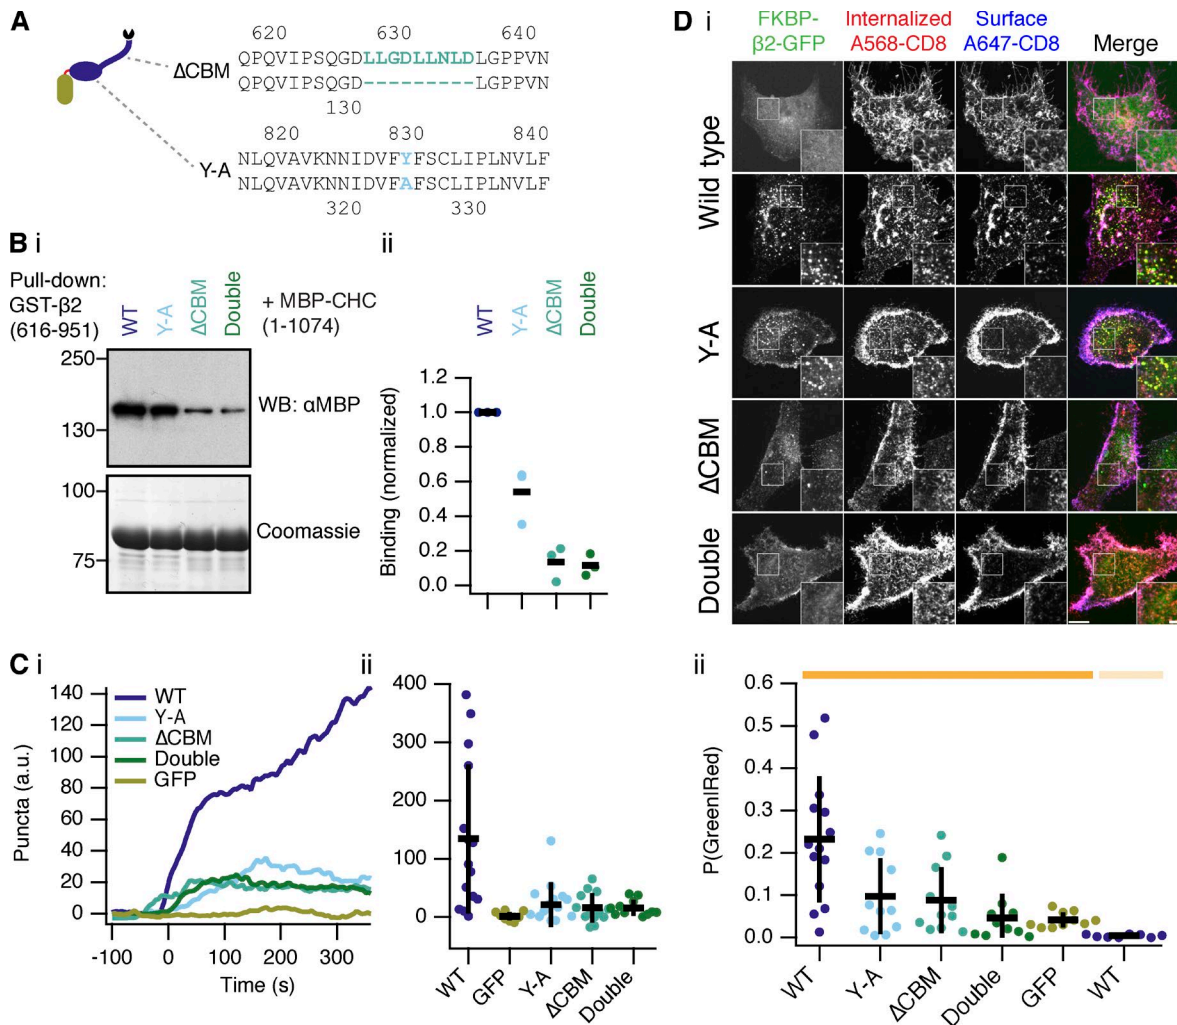 A
620 630 640
ΔCBM
QPQVIPSQGDLLGDLLNLDLGPPVN
QPQVIPSQGD---------LGPPVN
130
820 830 840
Y-A
NLQVAVKNNIDVFYFSCLIPLNVLF
NLQVAVKNNIDVFAFSCLIPLNVLF
320 330
B i
Pull-down:
GST-β2
(616-951)
WT
Y-A
ΔCBM
Double
+ MBP-CHC
(1-1074)
250
130
WB: αMBP
100
75
Coomassie
ii
WT
Y-A
ΔCBM
Double
Binding (normalized)
1.2
1.0
0.8
0.6
0.4
0.2
0.0
C i
Puncta (a.u.)
140
120
100
80
60
40
20
0
WT
Y-A
ΔCBM
Double
GFP
-100 0 100 200 300
Time (s)
ii
400
300
200
100
0
WT
GFP
Y-A
ΔCBM
Double
D i
FKBP-
β2-GFP
Internalized
A568-CD8
Surface
A647-CD8
Merge
Wild type
Y-A
ΔCBM
Double
ii
P(Green|Red)
0.6
0.5
0.4
0.3
0.2
0.1
0.0
WT
Y-A
ΔCBM
Double
GFP
WT